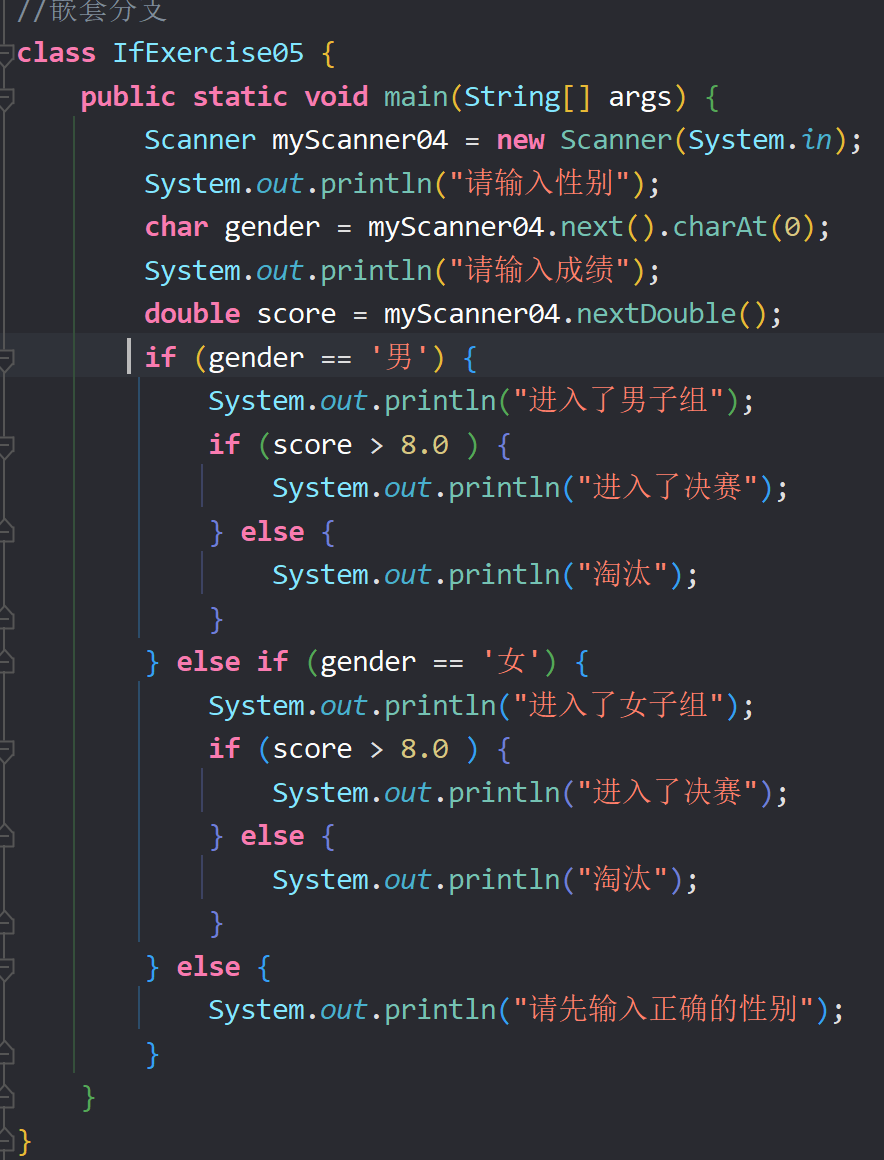 //嵌套分支
class IfExercise05 {
    public static void main(String[] args) {
        Scanner myScanner04 = new Scanner(System.in);
        System.out.println("请输入性别");
        char gender = myScanner04.next().charAt(0);
        System.out.println("请输入成绩");
        double score = myScanner04.nextDouble();
        if (gender == '男') {
            System.out.println("进入了男子组");
            if (score > 8.0 ) {
                System.out.println("进入了决赛");
            } else {
                System.out.println("淘汰");
            }
        } else if (gender == '女') {
            System.out.println("进入了女子组");
            if (score > 8.0 ) {
                System.out.println("进入了决赛");
            } else {
                System.out.println("淘汰");
            }
        } else {
            System.out.println("请先输入正确的性别");
        }
    }
}